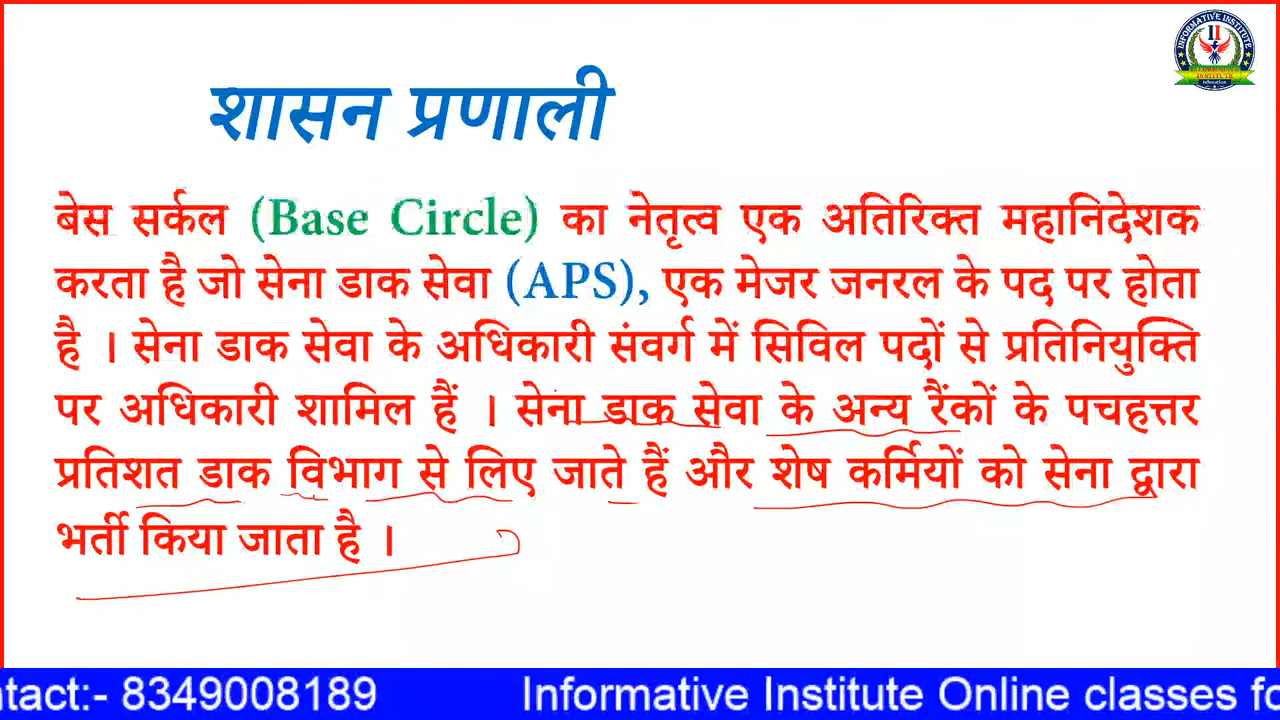 INFORMATIVE INSTITUTE
II
INSTITUTE
शासन प्रणाली
बेस सर्कल (Base Circle) का नेतृत्व एक अतिरिक्त महानिदेशक
करता है जो सेना डाक सेवा (APS), एक मेजर जनरल के पद पर होता
है । सेना डाक सेवा के अधिकारी संवर्ग में सिविल पदों से प्रतिनियुक्ति
पर अधिकारी शामिल हैं । सेना डाक सेवा के अन्य रैंकों के पचहत्तर
प्रतिशत डाक विभाग से लिए जाते हैं और शेष कर्मियों को सेना द्वारा
भर्ती किया जाता है ।
ntact:- 8349008189 Informative Institute Online classes fo